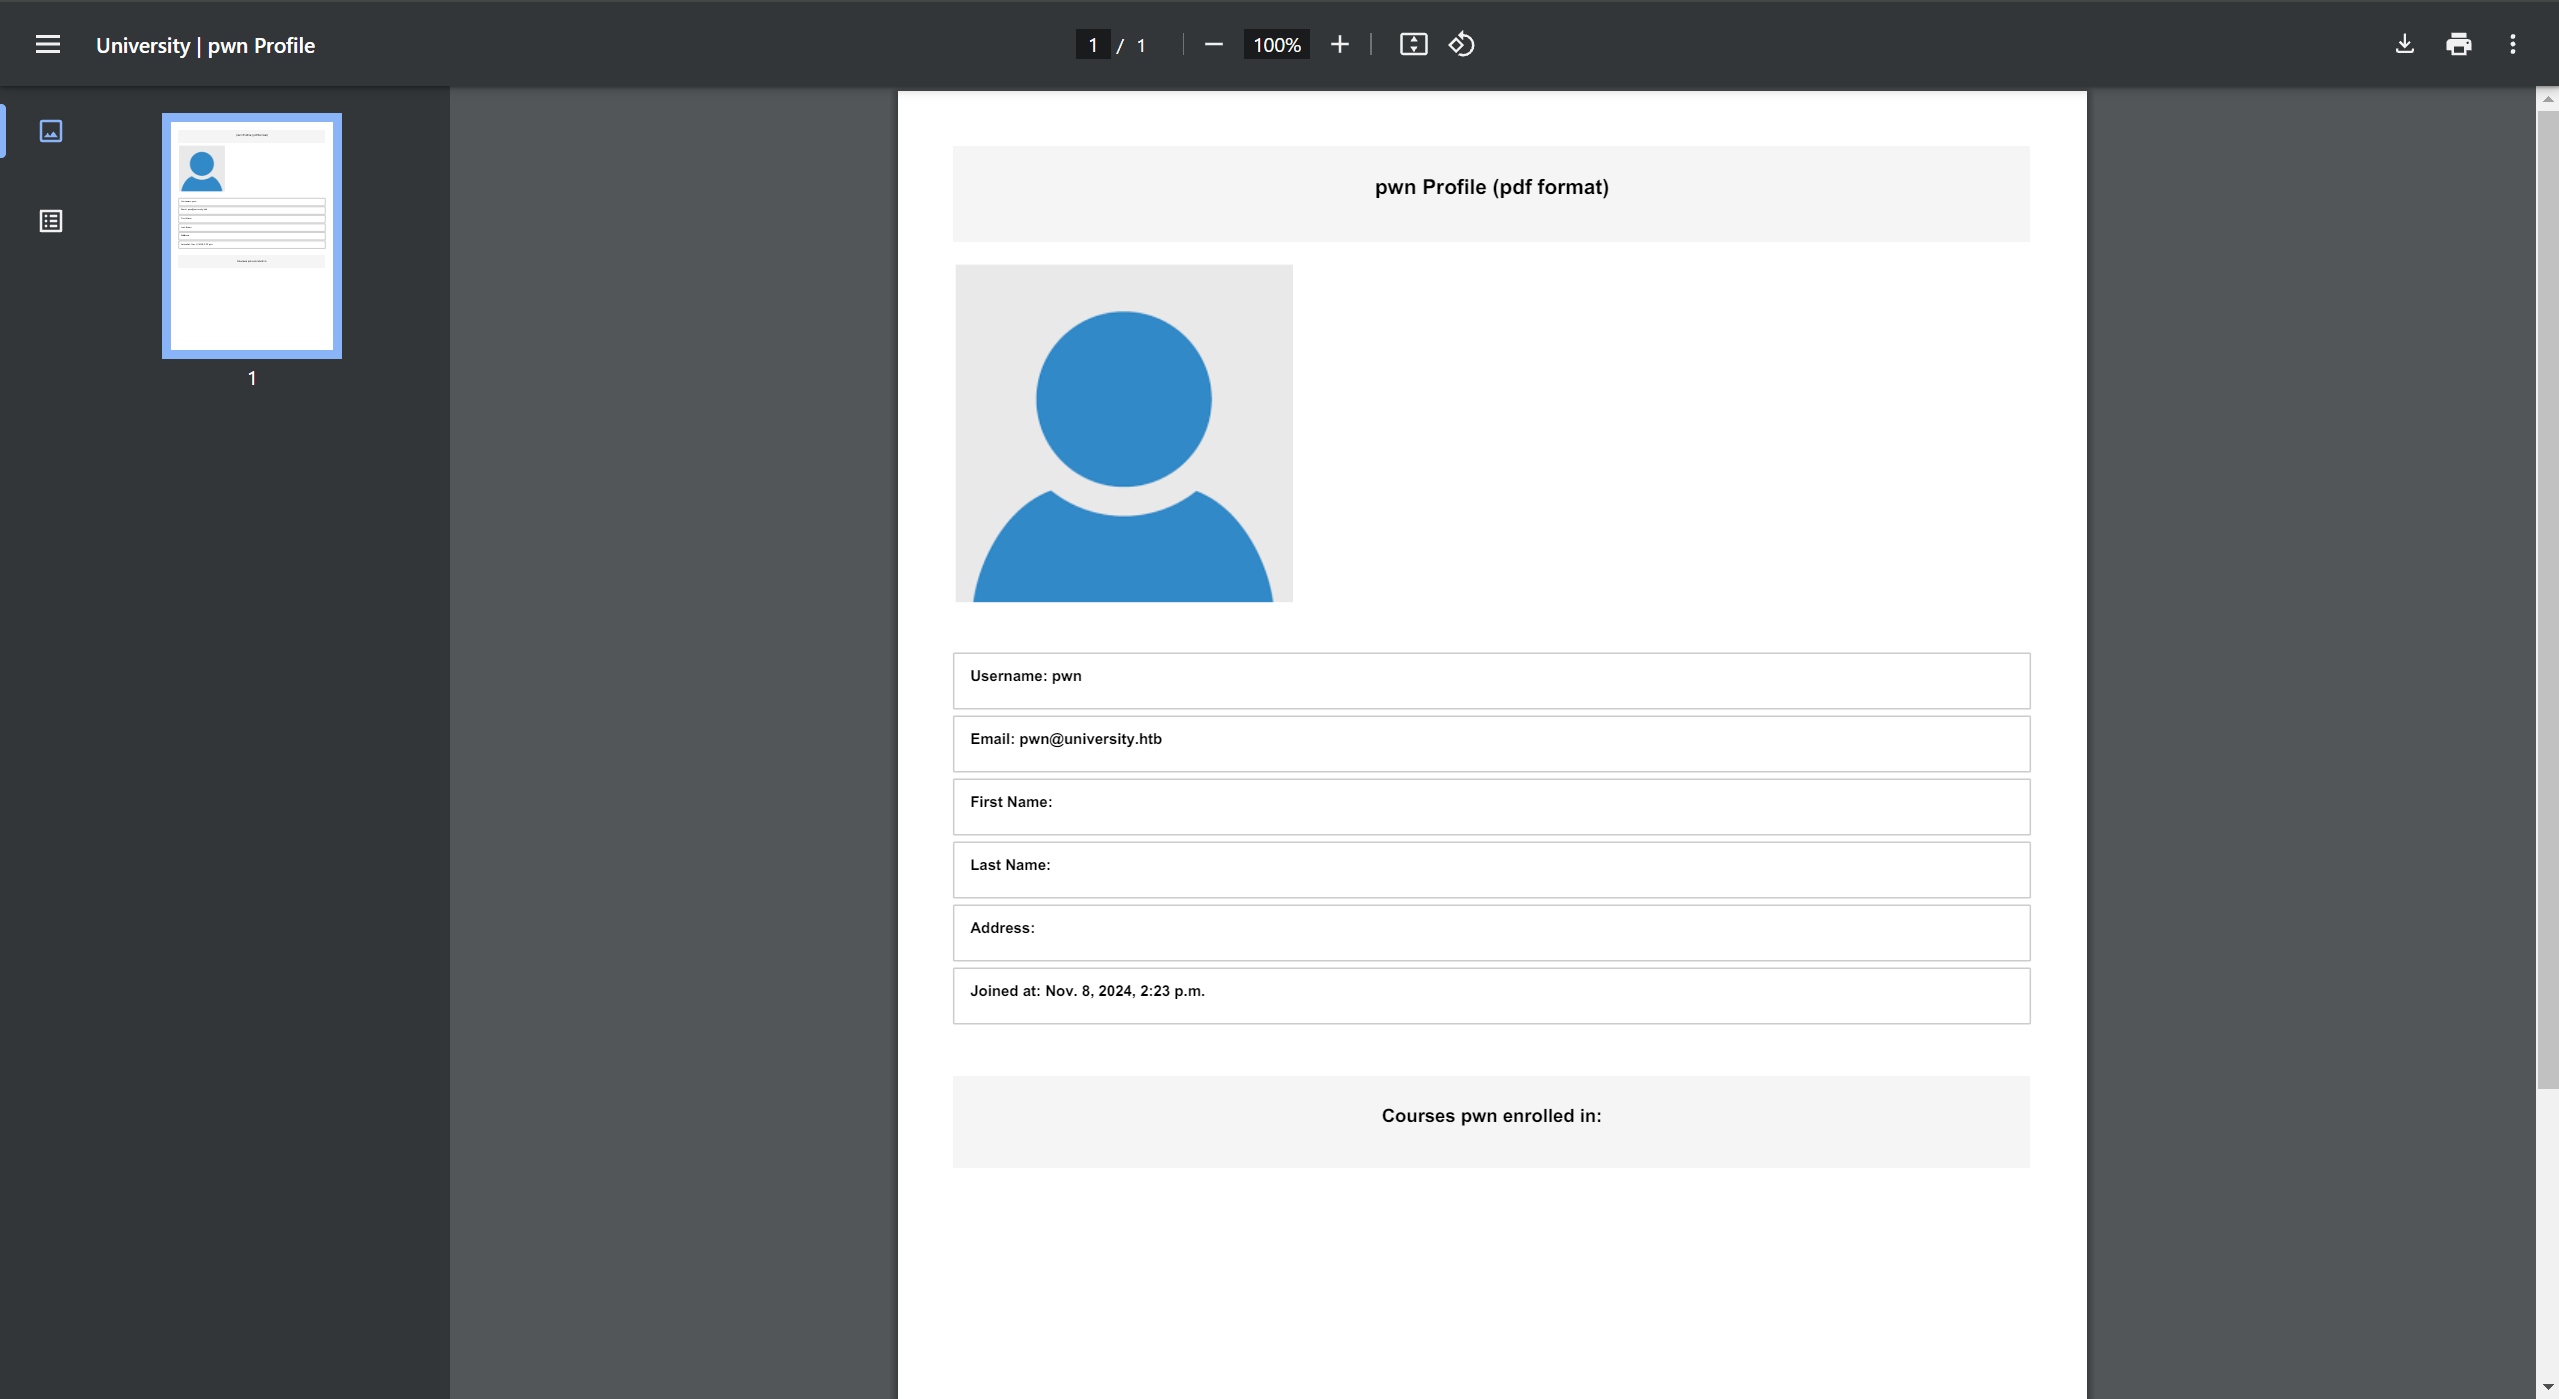 University | pwn Profile
1 / 1
100%
1
pwn Profile (pdf format)
Username: pwn
Email: pwn@university.htb
First Name:
Last Name:
Address:
Joined at: Nov. 8, 2024, 2:23 p.m.
Courses pwn enrolled in: